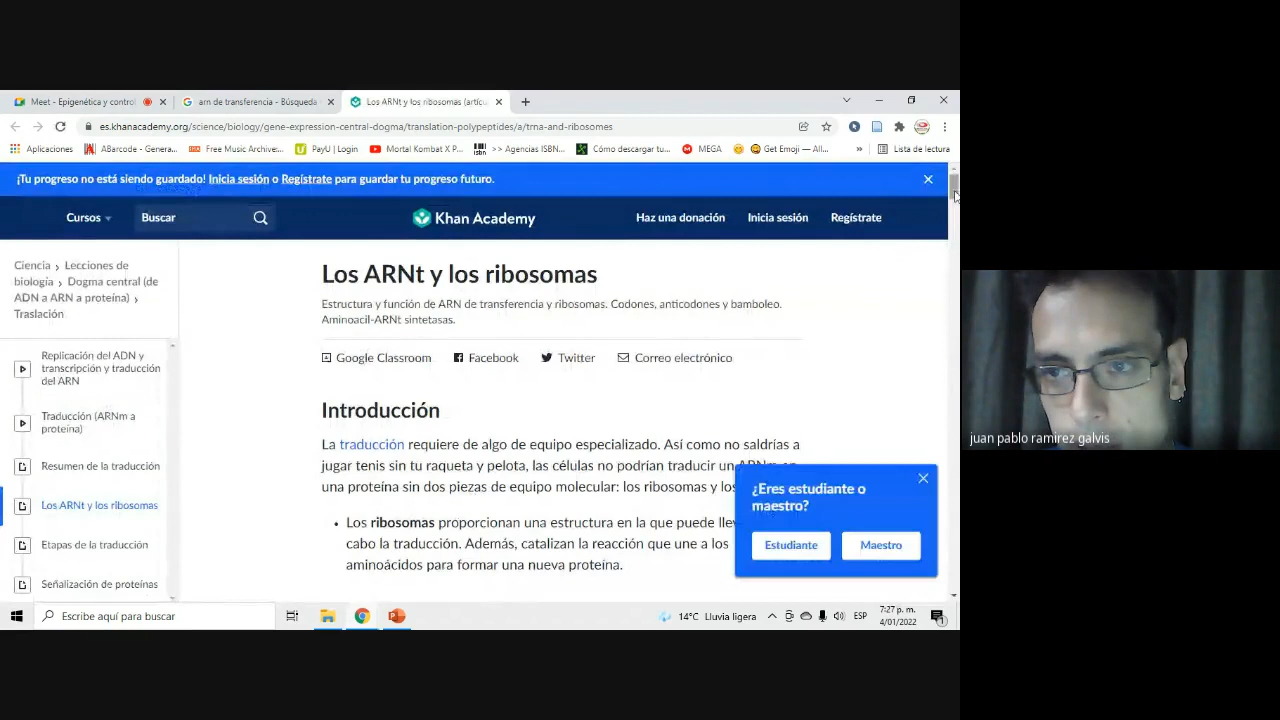 Meet - Epigenética y control
arn de transferencia - Búsqueda
Los ARNt y los ribosomas (artícu
es.khanacademy.org/science/biology/gene-expression-central-dogma/translation-polypeptides/a/trna-and-ribosomes
Aplicaciones
ABarcode - Genera...
Free Music Archive...
PayU | Login
Mortal Kombat X P...
isbn
>> Agencias ISBN...
Cómo descargar tu...
MEGA
Get Emoji — All...
»
Lista de lectura
¡Tu progreso no está siendo guardado! Inicia sesión o Regístrate para guardar tu progreso futuro.
Cursos
Buscar
Khan Academy
Haz una donación
Inicia sesión
Regístrate
Ciencia > Lecciones de
biología > Dogma central (de
ADN a ARN a proteína) >
Traslación
Replicación del ADN y
transcripción y traducción
del ARN
Traducción (ARNm a
proteína)
Resumen de la traducción
Los ARNt y los ribosomas
Etapas de la traducción
Señalización de proteínas
Los ARNt y los ribosomas
Estructura y función de ARN de transferencia y ribosomas. Codones, anticodones y bamboleo.
Aminoacil-ARNt sintetasas.
Google Classroom
Facebook
Twitter
Correo electrónico
Introducción
La traducción requiere de algo de equipo especializado. Así como no saldrías a
jugar tenis sin tu raqueta y pelota, las células no podrían traducir un ARNm en
una proteína sin dos piezas de equipo molecular: los ribosomas y los
• Los ribosomas proporcionan una estructura en la que puede lle
cabo la traducción. Además, catalizan la reacción que une a los
aminoácidos para formar una nueva proteína.
¿Eres estudiante o
maestro?
Estudiante
Maestro
Escribe aquí para buscar
14°C Lluvia ligera
ESP
7:27 p. m.
4/01/2022
1
juan pablo ramirez galvis